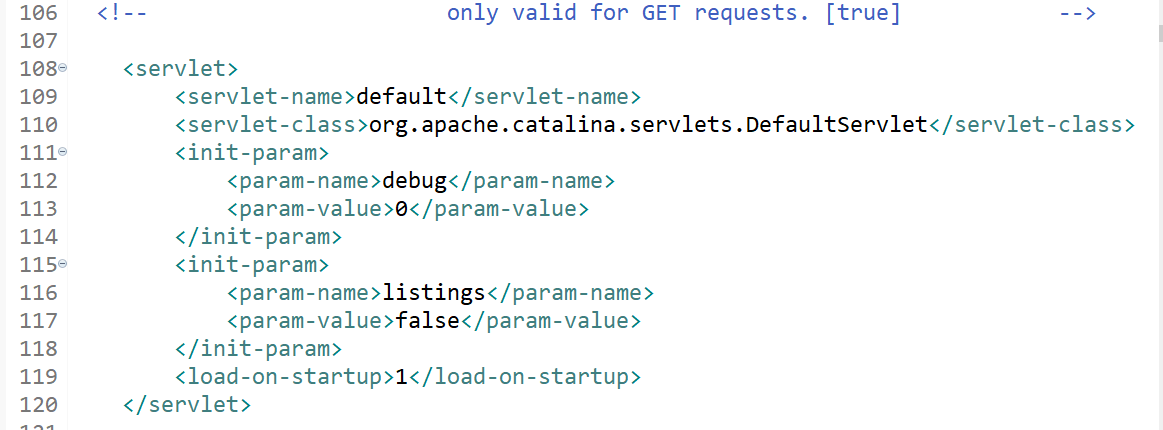 106 <!-- only valid for GET requests. [true] -->
107
108 <servlet>
109 <servlet-name>default</servlet-name>
110 <servlet-class>org.apache.catalina.servlets.DefaultServlet</servlet-class>
111 <init-param>
112 <param-name>debug</param-name>
113 <param-value>0</param-value>
114 </init-param>
115 <init-param>
116 <param-name>listings</param-name>
117 <param-value>false</param-value>
118 </init-param>
119 <load-on-startup>1</load-on-startup>
120 </servlet>